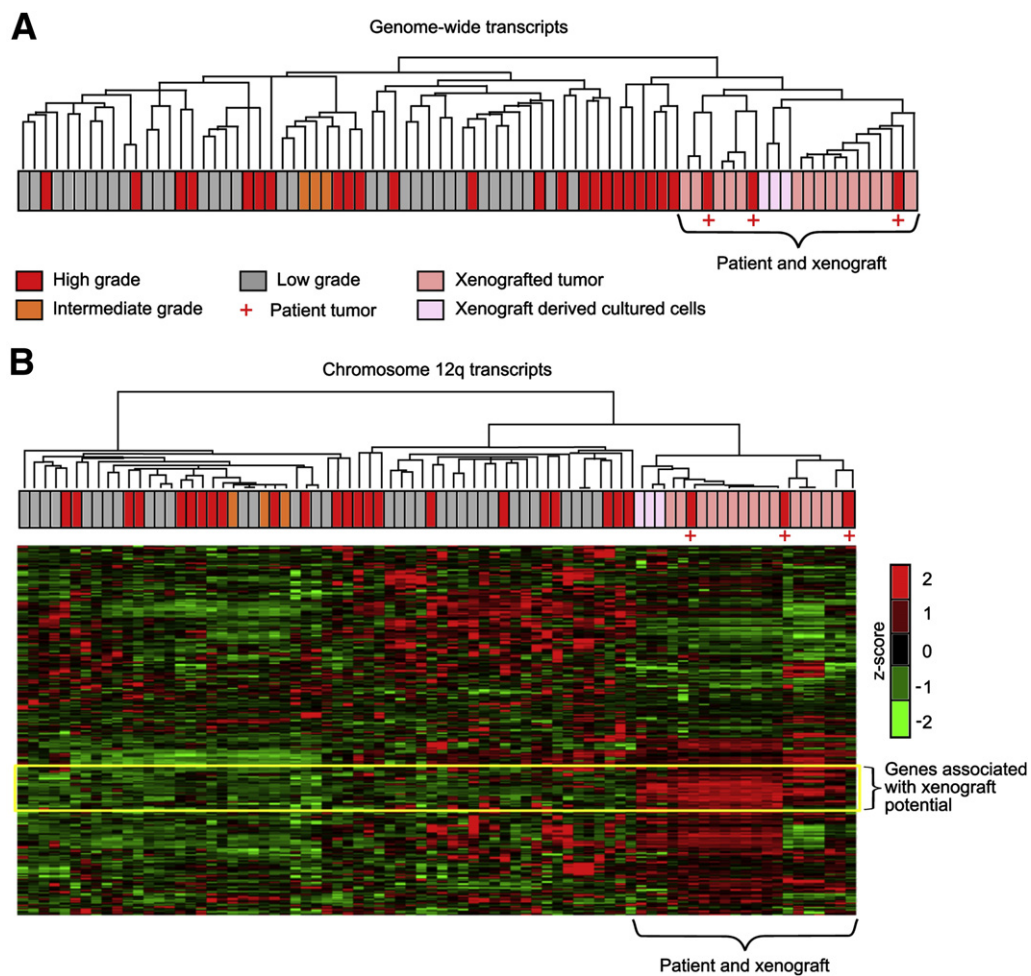 A
Genome-wide transcripts
+ + +
Patient and xenograft
High grade
Low grade
Xenografted tumor
Intermediate grade
+ Patient tumor
Xenograft derived cultured cells
B
Chromosome 12q transcripts
+ + +
2
1
0
-1
-2
z-score
Genes associated
with xenograft
potential
Patient and xenograft